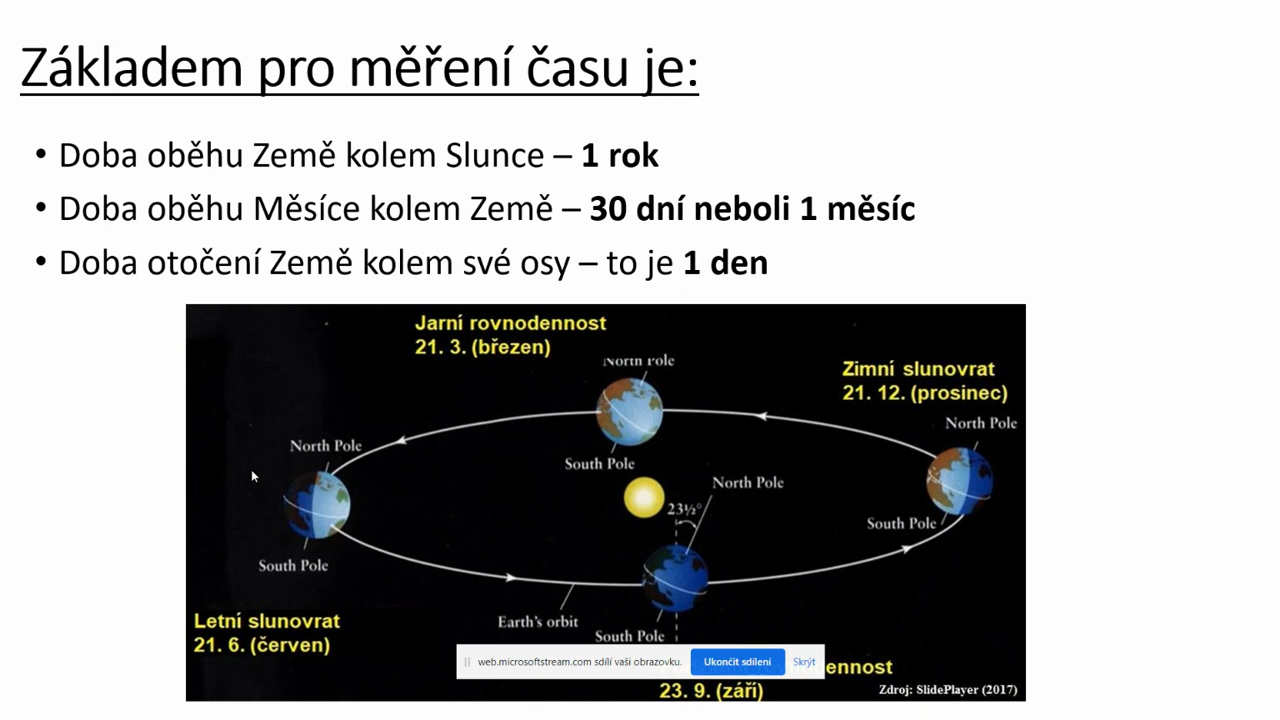 Základem pro měření času je:
• Doba oběhu Země kolem Slunce – 1 rok
• Doba oběhu Měsíce kolem Země – 30 dní neboli 1 měsíc
• Doba otočení Země kolem své osy – to je 1 den
Jarní rovnodennost
21. 3. (březen)
North Pole
Zimní slunovrat
21. 12. (prosinec)
North Pole
North Pole
South Pole
North Pole
23½°
South Pole
South Pole
Letní slunovrat
21. 6. (červen)
Earth's orbit
South Pole
web.microsoftstream.com sdílí vaši obrazovku.
Ukončit sdílení
Skrýt
ennost
23. 9. (září)
Zdroj: SlidePlayer (2017)